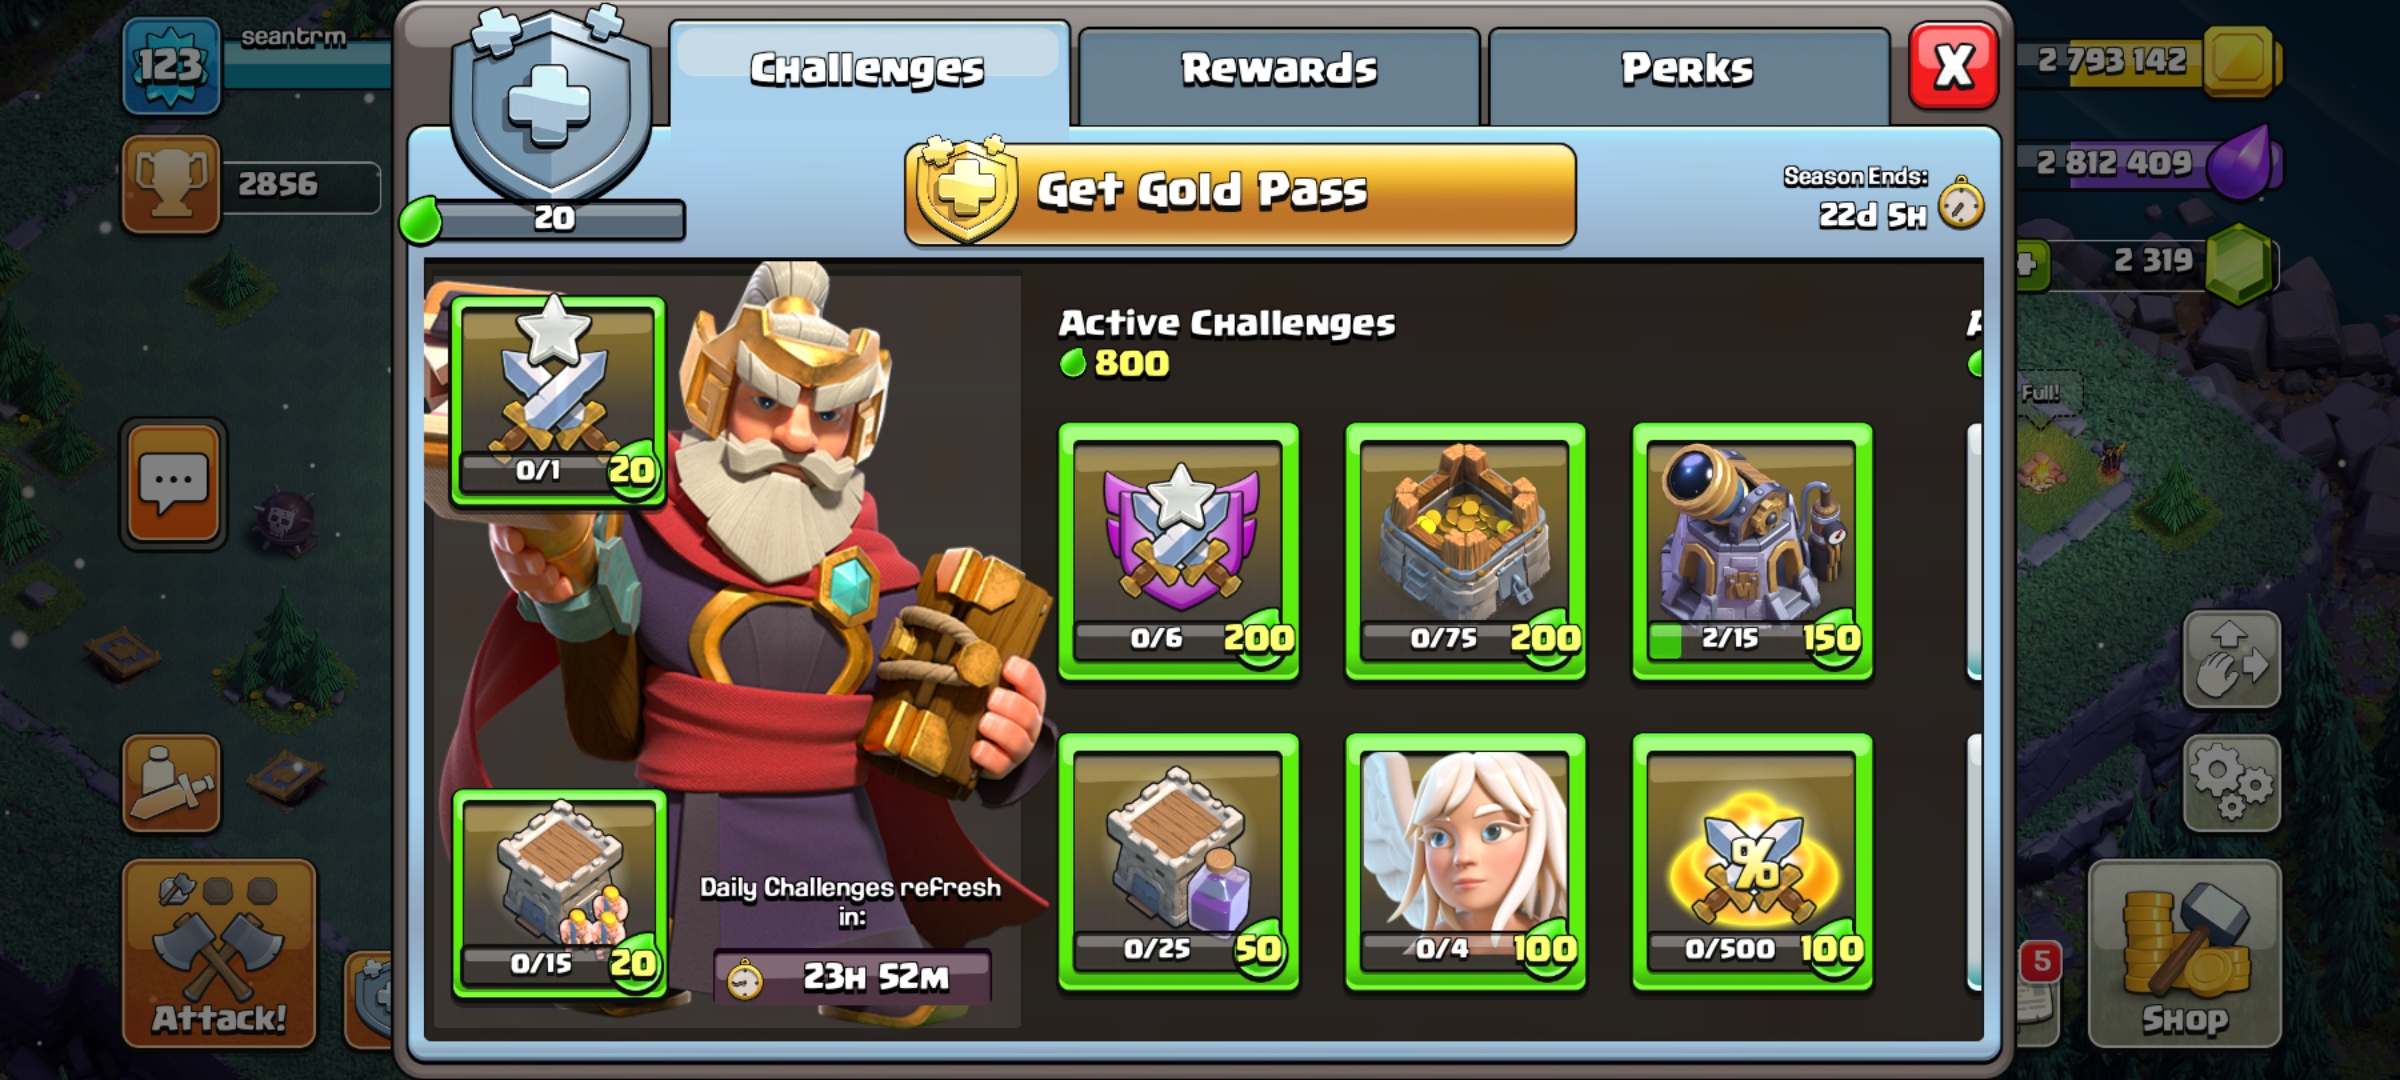 123
seantrm
Challenges
Rewards
Perks
X
2 793 142
2856
Get Gold Pass
Season Ends:
22d 5H
2 812 409
20
2 319
Active Challenges
800
Full!
0/1
20
0/6
200
0/75
200
2/15
150
Daily Challenges refresh
in:
0/15
20
23H 52M
0/25
50
0/4
100
%
0/500
100
5
Attack!
Shop